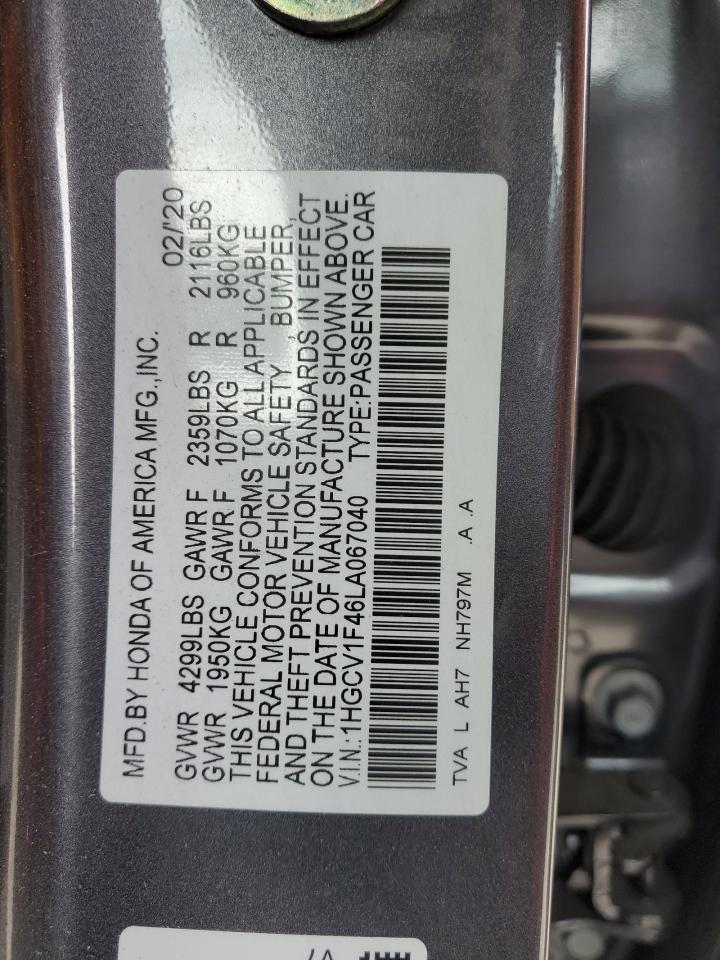 MFD.BY HONDA OF AMERICA MFG.,INC.
02/'20
GVWR 4299LBS GAWR F 2359LBS R 2116LBS
GVWR 1950KG GAWR F 1070KG R 960KG
THIS VEHICLE CONFORMS TO ALL APPLICABLE
FEDERAL MOTOR VEHICLE SAFETY , BUMPER,
AND THEFT PREVENTION STANDARDS IN EFFECT
ON THE DATE OF MANUFACTURE SHOWN ABOVE.
V.I.N.:1HGCV1F46LA067040 TYPE:PASSENGER CAR
TVA L AH7 NH797M .A .A